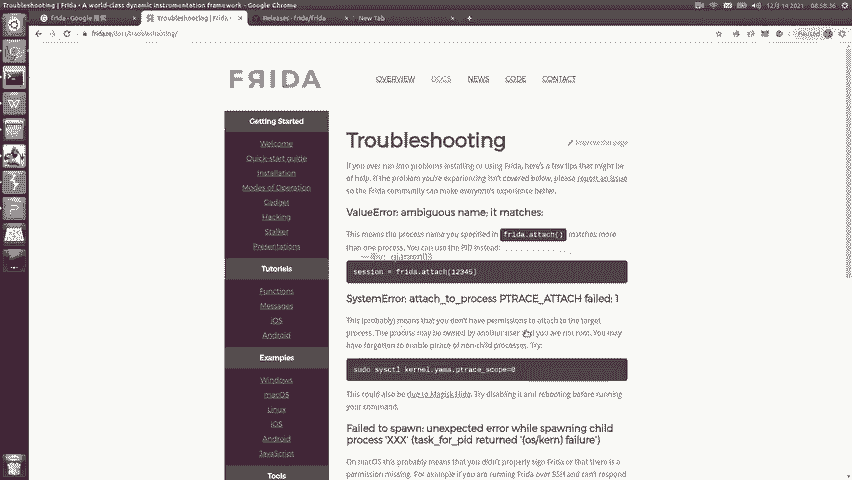 Troubleshooting | Frida • A world-class dynamic instrumentation framework - Google Chrome
12月 14 2021 08:58:36
frida - Google 搜索
Troubleshooting | Frida
Releases · frida/frida
New Tab
frida.re/docs/troubleshooting/
Paused
FRIDA
OVERVIEW
DOCS
NEWS
CODE
CONTACT
Getting Started
Welcome
Quick-start guide
Installation
Modes of Operation
Gadget
Hacking
Stalker
Presentations
Tutorials
Functions
Messages
iOS
Android
Examples
Windows
macOS
Linux
iOS
Android
JavaScript
Tools
Troubleshooting
Improve this page
If you ever run into problems installing or using Frida, here's a few tips that might be
of help. If the problem you're experiencing isn't covered below, please report an issue
so the Frida community can make everyone's experience better.
ValueError: ambiguous name; it matches:
This means the process name you specified in frida.attach() matches more
than one process. You can use the PID instead:
session = frida.attach(12345)
SystemError: attach_to_process PTRACE_ATTACH failed: 1
This (probably) means that you don't have permissions to attach to the target
process. The process may be owned by another user and you are not root. You may
have forgotten to enable ptrace of non-child processes. Try:
sudo sysctl kernel.yama.ptrace_scope=0
This could also be due to Magisk Hide. Try disabling it and rebooting before running
your command.
Failed to spawn: unexpected error while spawning child
process 'XXX' (task_for_pid returned '(os/kern) failure')
On macOS this probably means that you didn't properly sign Frida or that there is a
permission missing. For example if you are running Frida over SSH and can't respond